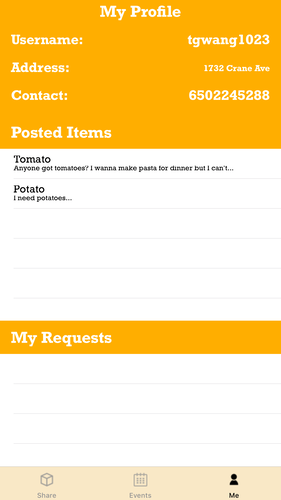 My Profile
Username: tgwang1023
Address: 1732 Crane Ave
Contact: 6502245288
Posted Items
Tomato
Anyone got tomatoes? I wanna make pasta for dinner but I can't...
Potato
I need potatoes...
My Requests
Share Events Me